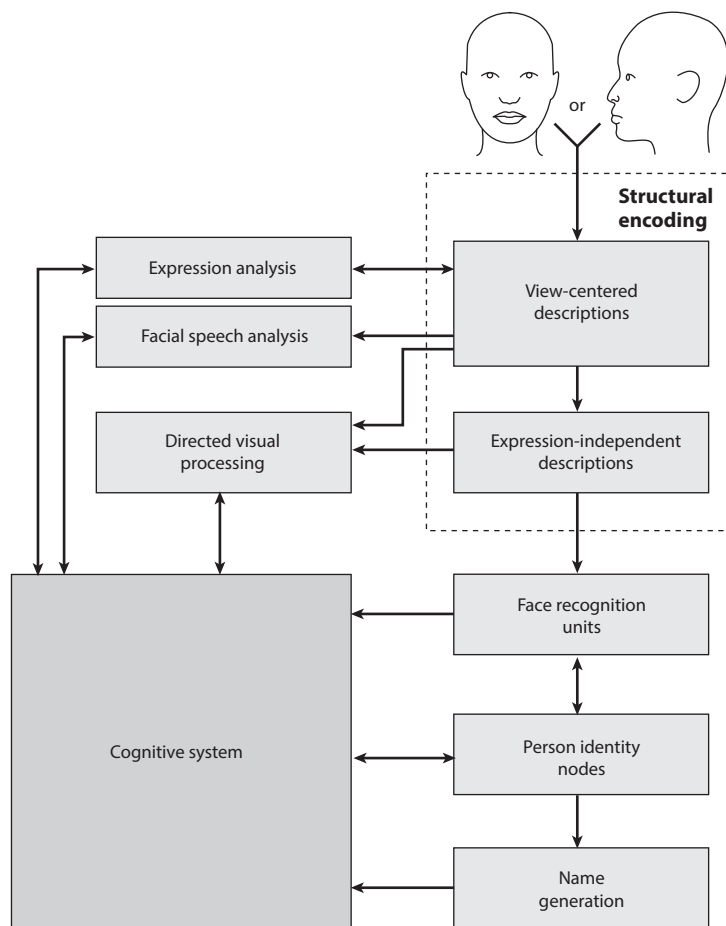 or
Structural
encoding
Expression analysis
View-centered
descriptions
Facial speech analysis
Directed visual
processing
Expression-independent
descriptions
Face recognition
units
Cognitive system
Person identity
nodes
Name
generation